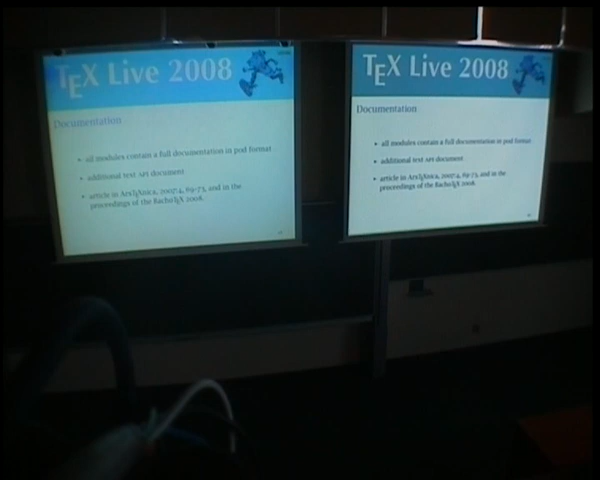 TEX Live 2008
Documentation
all modules contain a full documentation in pod format
additional text API document
article in ArsTEXnica, 2007:4, 69-73, and in the
proceedings of the BachoTEX 2008.
TEX Live 2008
Documentation
all modules contain a full documentation in pod format
additional text API document
article in ArsTEXnica, 2007:4, 69-73, and in the
proceedings of the BachoTEX 2008.